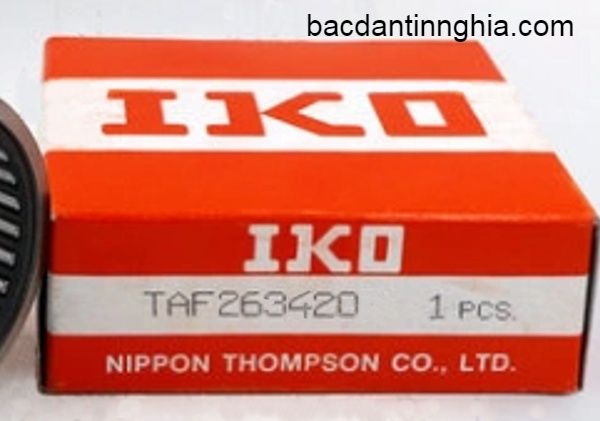 bacdantinnghia.com
IKO
IKO
TAF263420 1 PCS.
NIPPON THOMPSON CO., LTD.